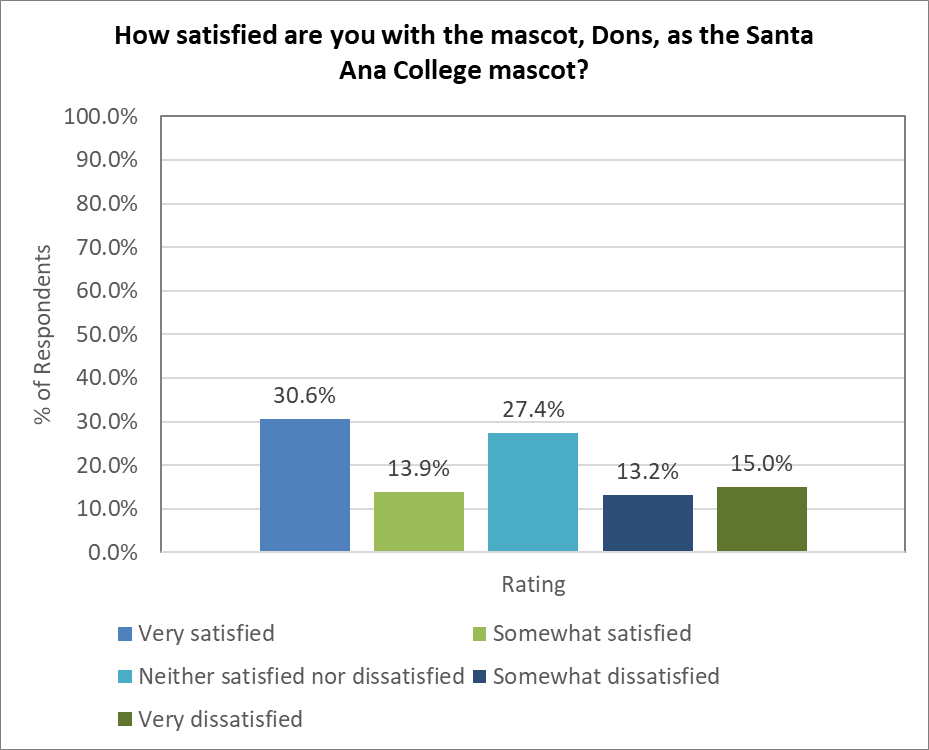 How satisfied are you with the mascot, Dons, as the Santa
Ana College mascot?
100.0%
90.0%
80.0%
70.0%
60.0%
50.0%
40.0%
30.0%
20.0%
10.0%
0.0%
% of Respondents
30.6%
13.9%
27.4%
13.2%
15.0%
Rating
Very satisfied
Somewhat satisfied
Neither satisfied nor dissatisfied
Somewhat dissatisfied
Very dissatisfied